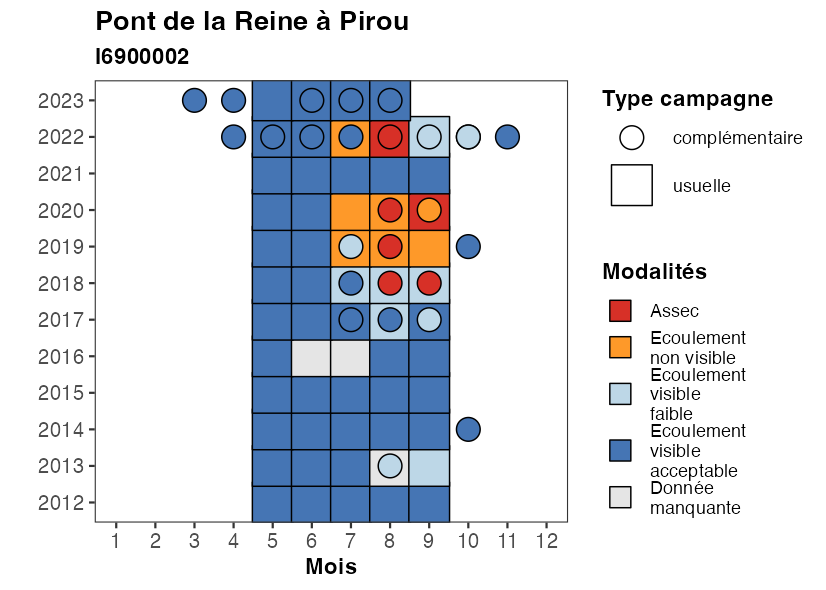 Pont de la Reine à Pirou
I6900002
2023
2022
2021
2020
2019
2018
2017
2016
2015
2014
2013
2012
1 2 3 4 5 6 7 8 9 10 11 12
Mois
Type campagne
complémentaire
usuelle
Modalités
Assec
Ecoulement
non visible
Ecoulement
visible
faible
Ecoulement
visible
acceptable
Donnée
manquante